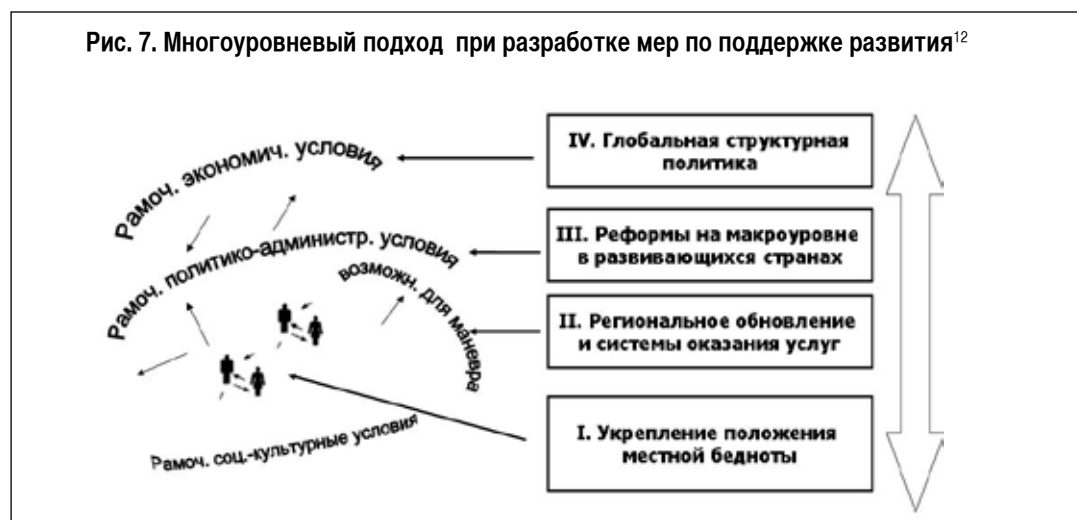 Рис. 7. Многоуровневый подход при разработке мер по поддержке развития¹²
Рамоч. экономич. условия
Рамоч. политико-администр. условия
возможн. для маневра
Рамоч. соц.-культурные условия
IV. Глобальная структурная
политика
III. Реформы на макроуровне
в развивающихся странах
II. Региональное обновление
и системы оказания услуг
I. Укрепление положения
местной бедноты